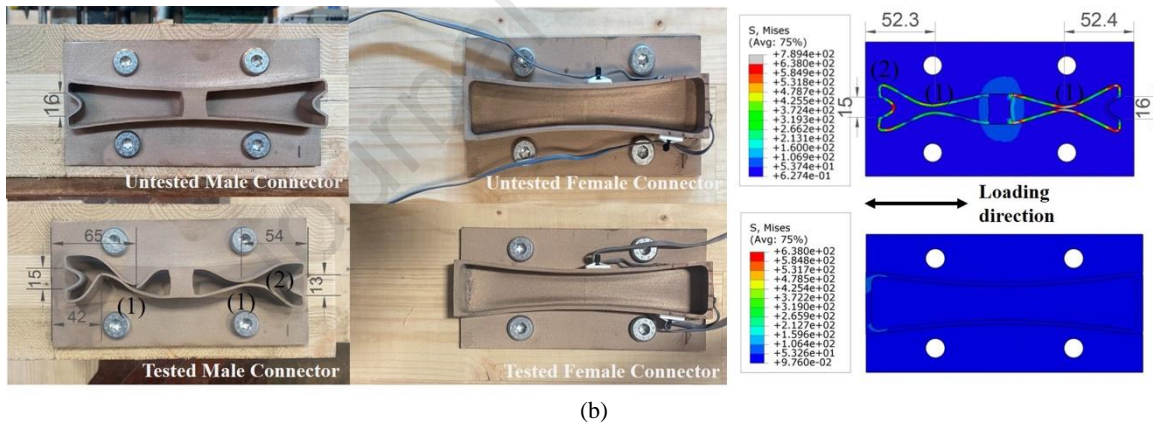 16
Untested Male Connector
Untested Female Connector
65
54
15
(1)
(1)
(2)
13
42
Tested Male Connector
Tested Female Connector
S, Mises
(Avg: 75%)
+7.894e+02
+6.380e+02
+5.849e+02
+5.318e+02
+4.787e+02
+4.255e+02
+3.724e+02
+3.193e+02
+2.662e+02
+2.131e+02
+1.600e+02
+1.069e+02
+5.374e+01
+6.274e-01
52.3
52.4
(2)
(1)
(1)
15
16
Loading
direction
S, Mises
(Avg: 75%)
+6.380e+02
+5.848e+02
+5.317e+02
+4.785e+02
+4.254e+02
+3.722e+02
+3.190e+02
+2.659e+02
+2.127e+02
+1.596e+02
+1.064e+02
+5.326e+01
+9.760e-02
(b)